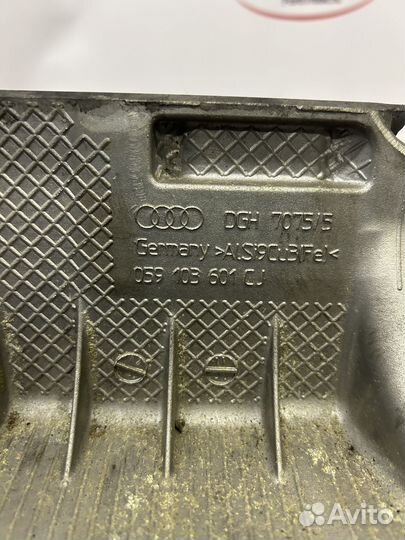 DGH 7075/5
Germany >AlSi9Cu3(Fe)<
059 103 601 CJ
Avito